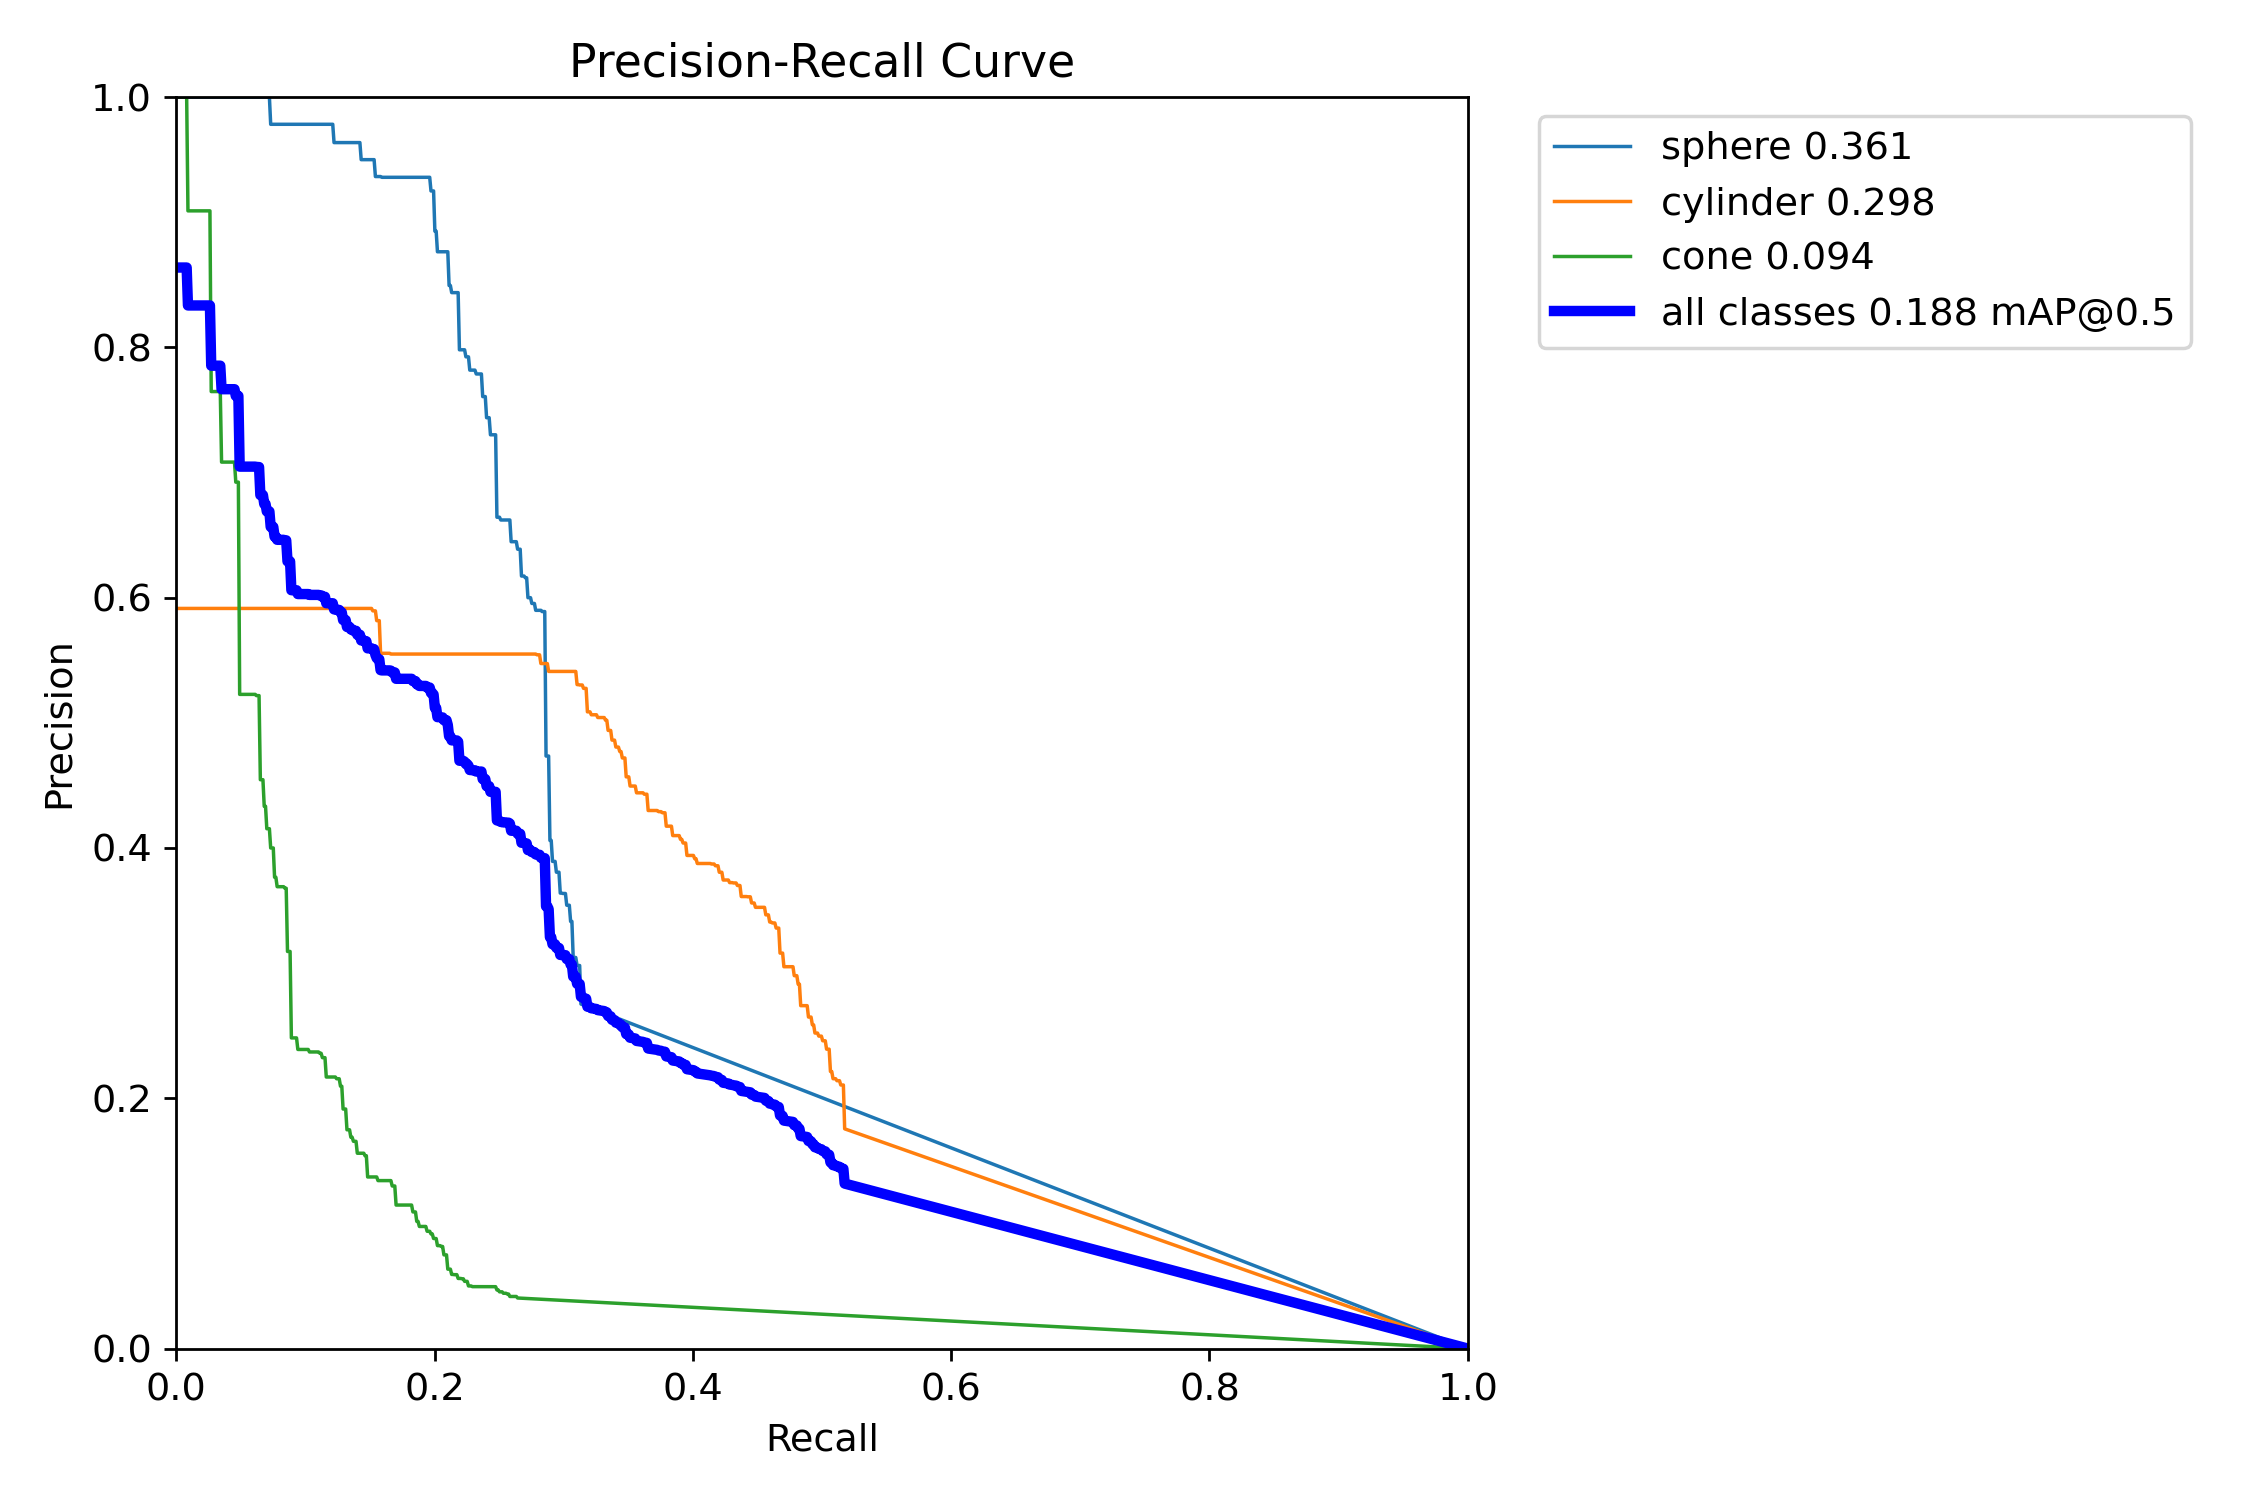 Precision-Recall Curve
1.0
0.8
0.6
0.4
0.2
0.0
Precision
0.0 0.2 0.4 0.6 0.8 1.0
Recall
sphere 0.361
cylinder 0.298
cone 0.094
all classes 0.188 mAP@0.5